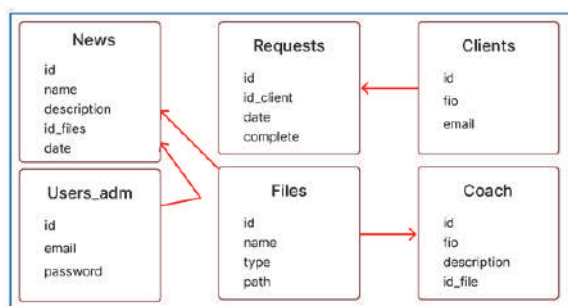 News
id
name
description
id_files
date
Requests
id
id_client
date
complete
Clients
id
fio
email
Users_adm
id
email
password
Files
id
name
type
path
Coach
id
fio
description
id_file